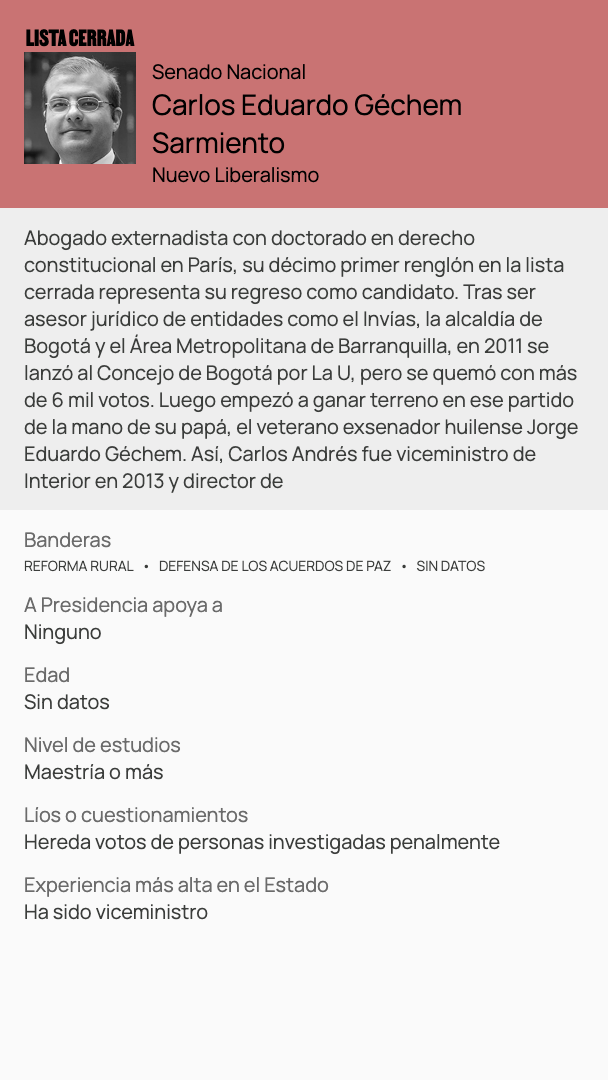 LISTA CERRADA
Senado Nacional
Carlos Eduardo Géchem
Sarmiento
Nuevo Liberalismo
Abogado externadista con doctorado en derecho
constitucional en París, su décimo primer renglón en la lista
cerrada representa su regreso como candidato. Tras ser
asesor jurídico de entidades como el Invías, la alcaldía de
Bogotá y el Área Metropolitana de Barranquilla, en 2011 se
lanzó al Concejo de Bogotá por La U, pero se quemó con más
de 6 mil votos. Luego empezó a ganar terreno en ese partido
de la mano de su papá, el veterano exsenador huilense Jorge
Eduardo Géchem. Así, Carlos Andrés fue viceministro de
Interior en 2013 y director de
Banderas
REFORMA RURAL • DEFENSA DE LOS ACUERDOS DE PAZ • SIN DATOS
A Presidencia apoya a
Ninguno
Edad
Sin datos
Nivel de estudios
Maestría o más
Líos o cuestionamientos
Hereda votos de personas investigadas penalmente
Experiencia más alta en el Estado
Ha sido viceministro